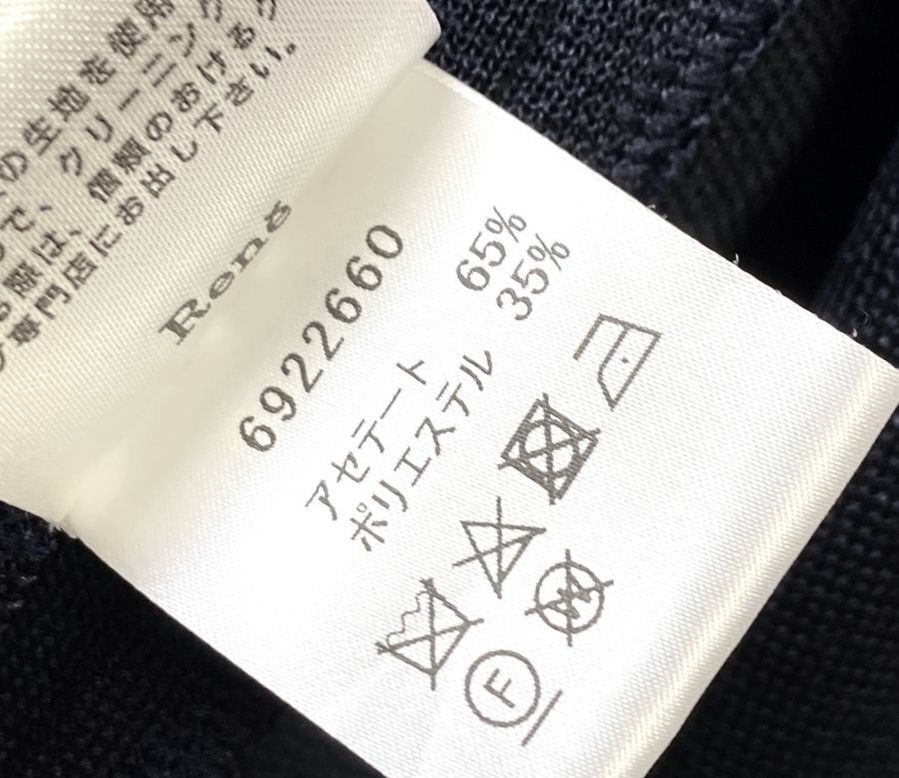 の生地を使用
で、クリーニング
際は、信頼のおける
専門店にお出し下さい。
René
6922660
アセテート 65%
ポリエステル 35%
F
W